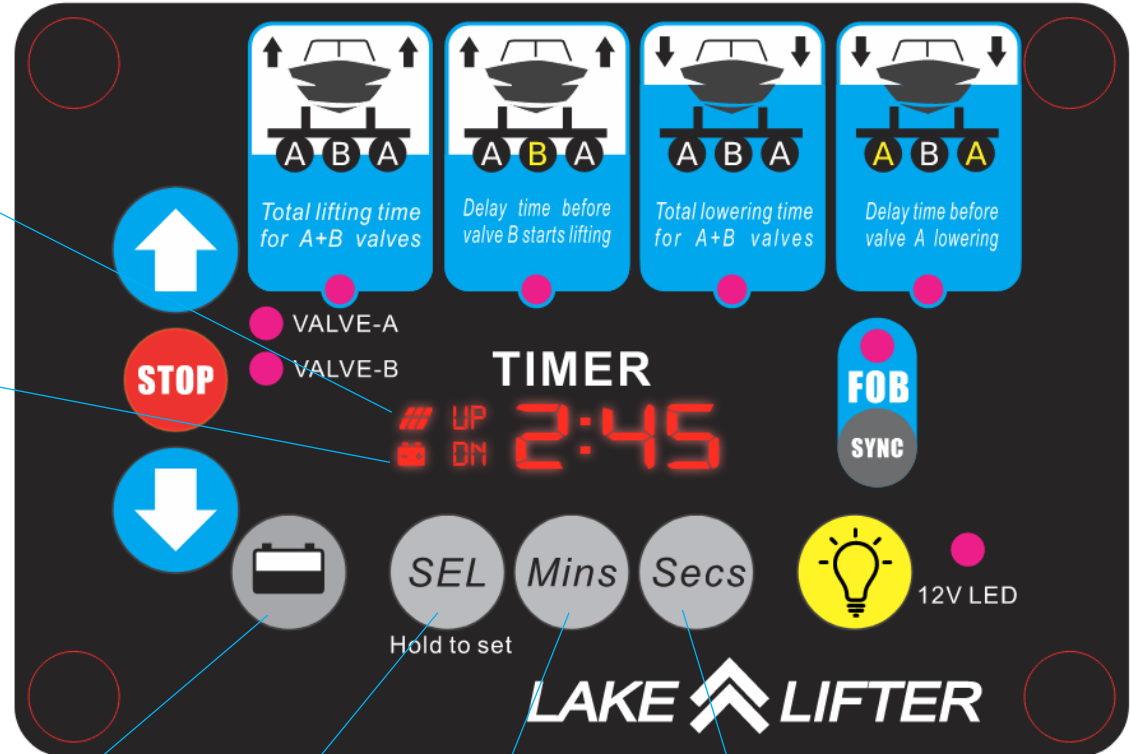 A B A
A B A
A B A
A B A
Total lifting time
for A+B valves
Delay time before
valve B starts lifting
Total lowering time
for A+B valves
Delay time before
valve A lowering
VALVE-A
VALVE-B
STOP
TIMER
UP
DN
2:45
FOB
SYNC
SEL
Mins
Secs
Hold to set
12V LED
LAKE LIFTER